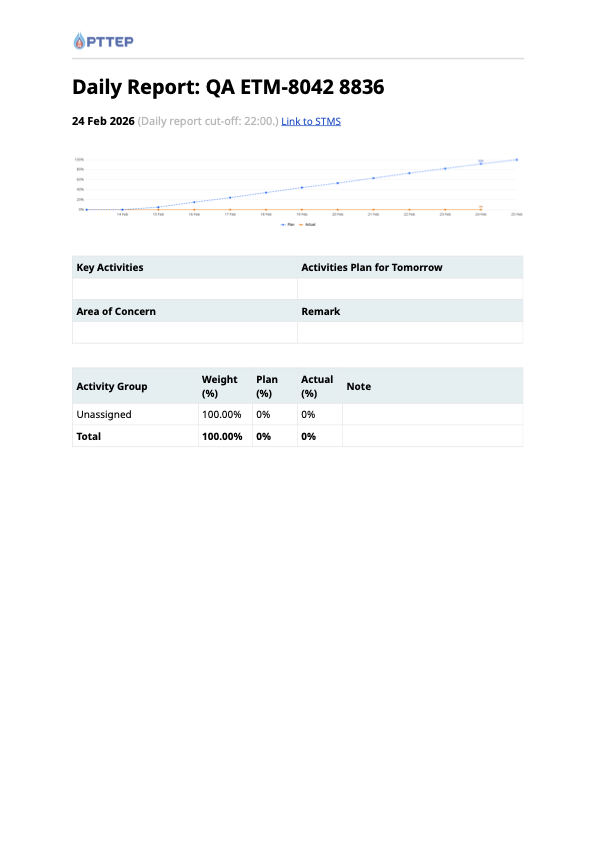 PTTEP
Daily Report: QA ETM-8042 8836
24 Feb 2026 (Daily report cut-off: 22:00.) Link to STMS
100%
80%
60%
40%
20%
0%
14 Feb 15 Feb 16 Feb 17 Feb 18 Feb 19 Feb 20 Feb 21 Feb 22 Feb 23 Feb 24 Feb 25 Feb
Plan Actual
Key Activities Activities Plan for Tomorrow
Area of Concern Remark
Activity Group Weight (%) Plan (%) Actual (%) Note
Unassigned 100.00% 0% 0%
Total 100.00% 0% 0%